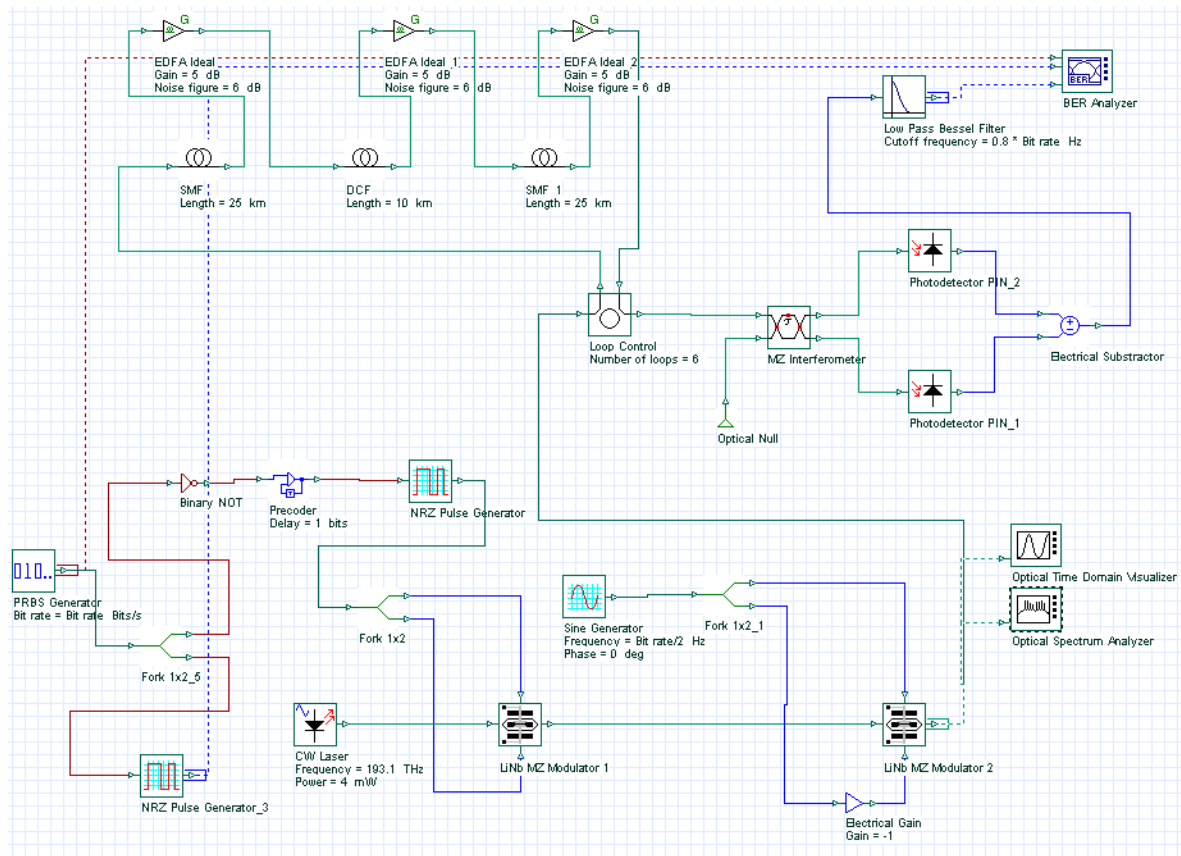 G
G
G
EDFA Ideal
Gain = 5 dB
Noise figure = 6 dB
EDFA Ideal_1
Gain = 5 dB
Noise figure = 6 dB
EDFA Ideal_2
Gain = 5 dB
Noise figure = 6 dB
BER
BER Analyzer
Low Pass Bessel Filter
Cutoff frequency = 0.8 * Bit rate Hz
SMF
Length = 25 km
DCF
Length = 10 km
SMF_1
Length = 25 km
Photodetector PIN_2
Loop Control
Number of loops = 6
MZ Interferometer
Electrical Substractor
Photodetector PIN_1
Optical Null
Binary NOT
T
Precoder
Delay = 1 bits
NRZ Pulse Generator
010..
PRBS Generator
Bit rate = Bit rate Bits/s
Optical Time Domain Visualizer
Fork 1x2
Sine Generator
Frequency = Bit rate/2 Hz
Phase = 0 deg
Fork 1x2_1
Optical Spectrum Analyzer
Fork 1x2_5
CW Laser
Frequency = 193.1 THz
Power = 4 mW
LiNb MZ Modulator 1
LiNb MZ Modulator 2
NRZ Pulse Generator_3
Electrical Gain
Gain = -1